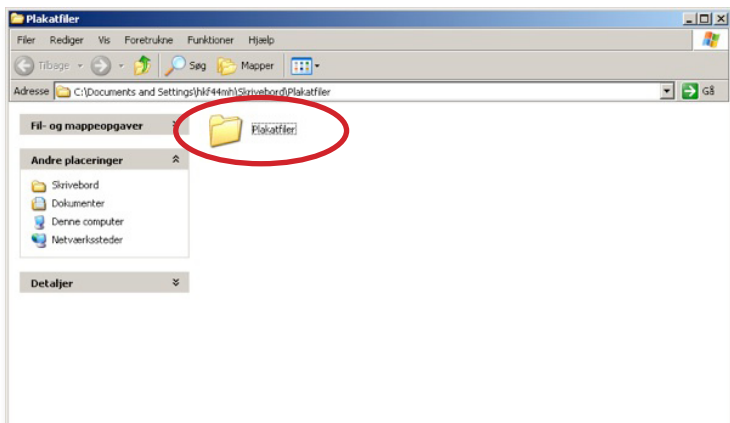 Plakatfiler
Filer Rediger Vis Foretrukne Funktioner Hjælp
Tilbage Søg Mapper
Adresse C:\Documents and Settings\hkf44mh\Skrivebord\Plakatfiler Gå
Fil- og mappeopgaver
Plakatfiler
Andre placeringer
Skrivebord
Dokumenter
Denne computer
Netværkssteder
Detaljer